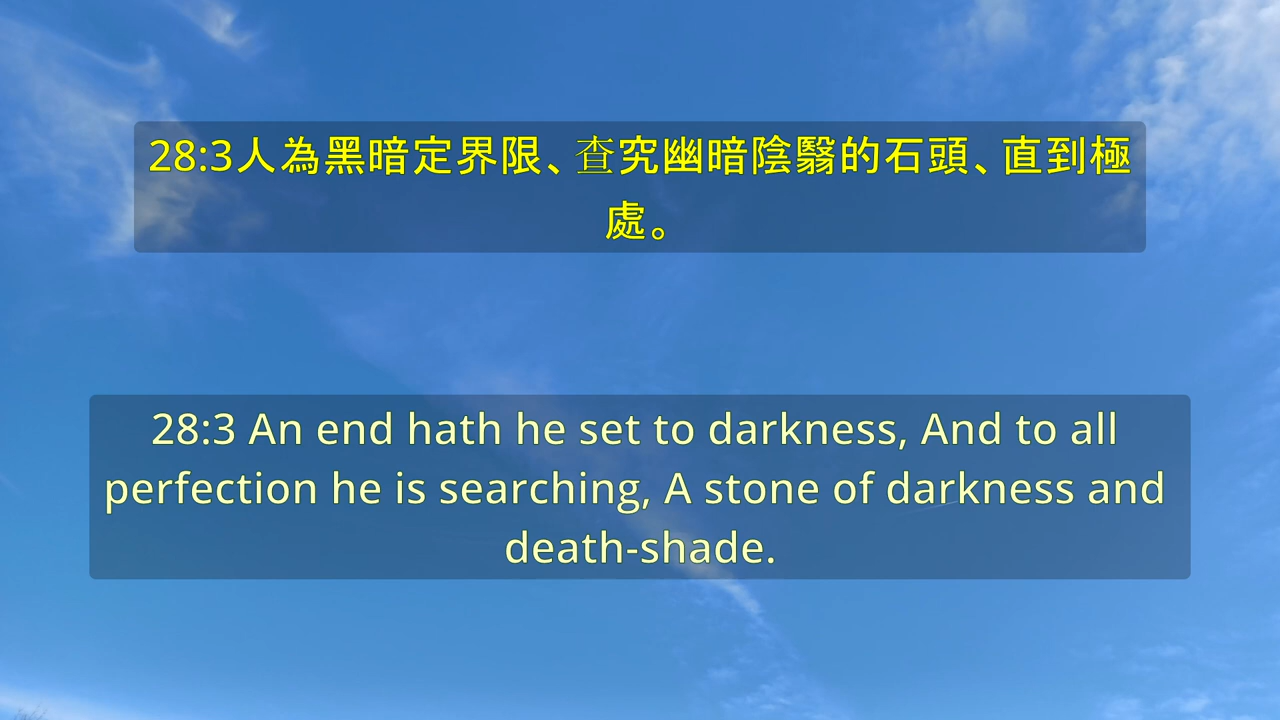 28:3人為黑暗定界限、查究幽暗陰翳的石頭、直到極
處。
28:3 An end hath he set to darkness, And to all
perfection he is searching, A stone of darkness and
death-shade.